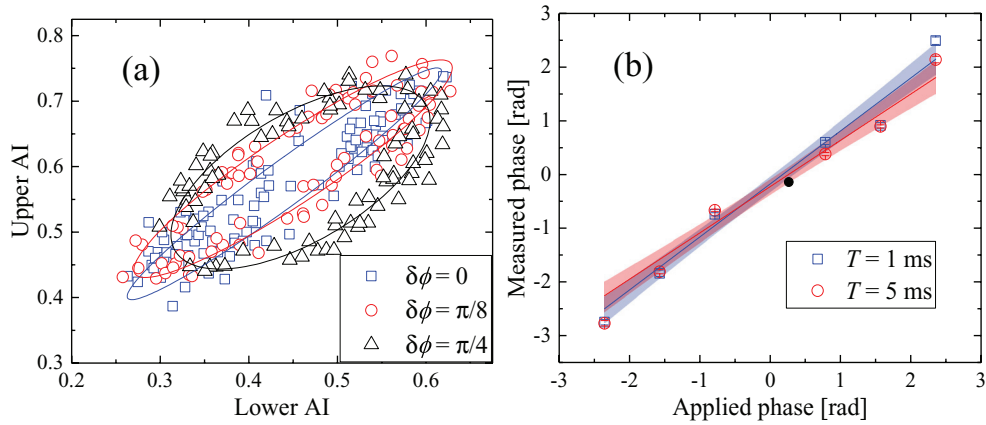 (a)
Upper AI
0.8
0.7
0.6
0.5
0.4
0.3
0.2 0.3 0.4 0.5 0.6 0.7
Lower AI
δϕ = 0
δϕ = π/8
δϕ = π/4
(b)
Measured phase [rad]
3
2
1
0
-1
-2
-3
-3 -2 -1 0 1 2 3
Applied phase [rad]
T = 1 ms
T = 5 ms